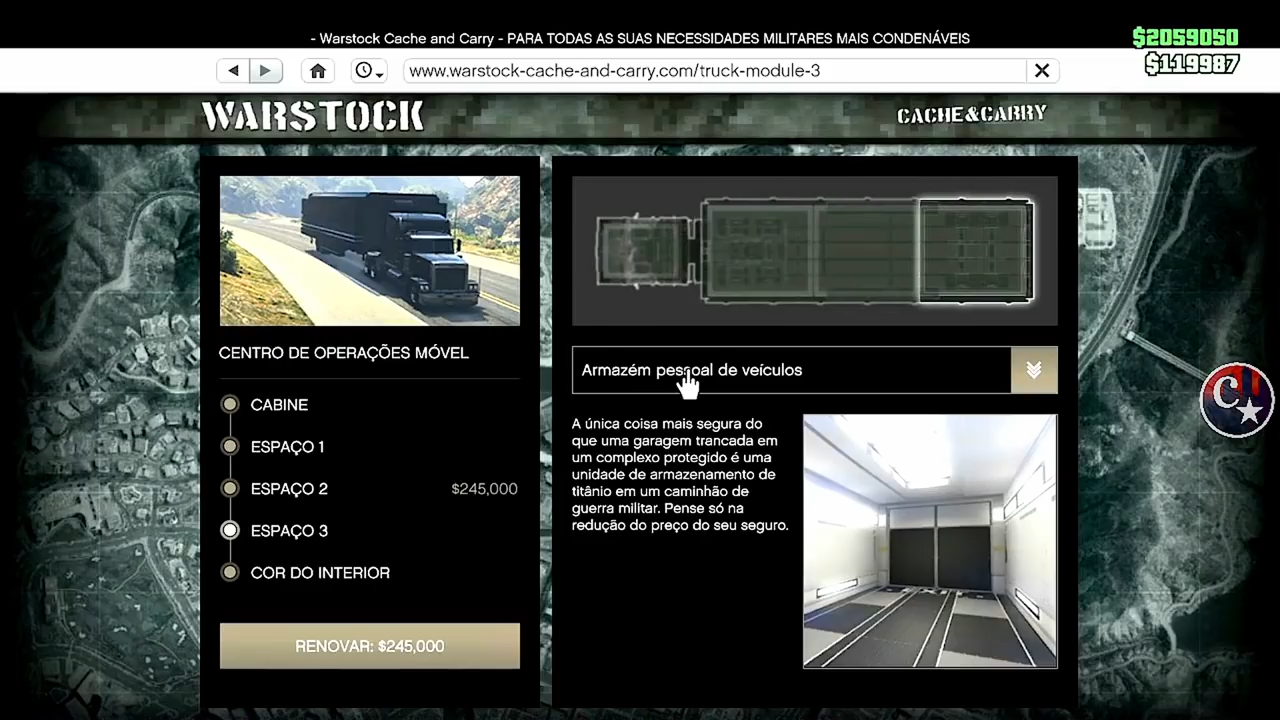 - Warstock Cache and Carry - PARA TODAS AS SUAS NECESSIDADES MILITARES MAIS CONDENÁVEIS
$2059050
$119987
www.warstock-cache-and-carry.com/truck-module-3
WARSTOCK
CACHE&CARRY
CENTRO DE OPERAÇÕES MÓVEL
CABINE
ESPAÇO 1
ESPAÇO 2 $245,000
ESPAÇO 3
COR DO INTERIOR
RENOVAR: $245,000
Armazém pessoal de veículos
A única coisa mais segura do
que uma garagem trancada em
um complexo protegido é uma
unidade de armazenamento de
titânio em um caminhão de
guerra militar. Pense só na
redução do preço do seu seguro.
C